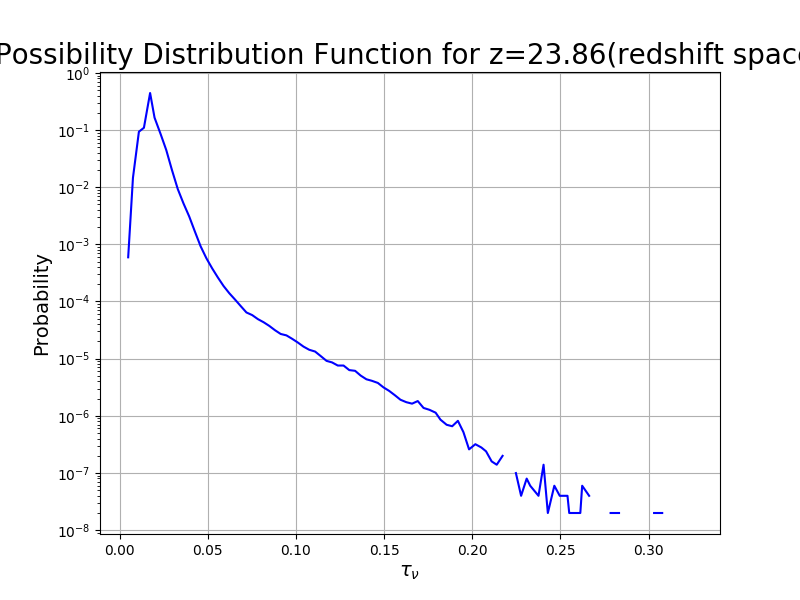 Possibility Distribution Function for z=23.86(redshift spac
10⁰
10⁻¹
10⁻²
10⁻³
10⁻⁴
10⁻⁵
10⁻⁶
10⁻⁷
10⁻⁸
Probability
0.00 0.05 0.10 0.15 0.20 0.25 0.30
τ_ν